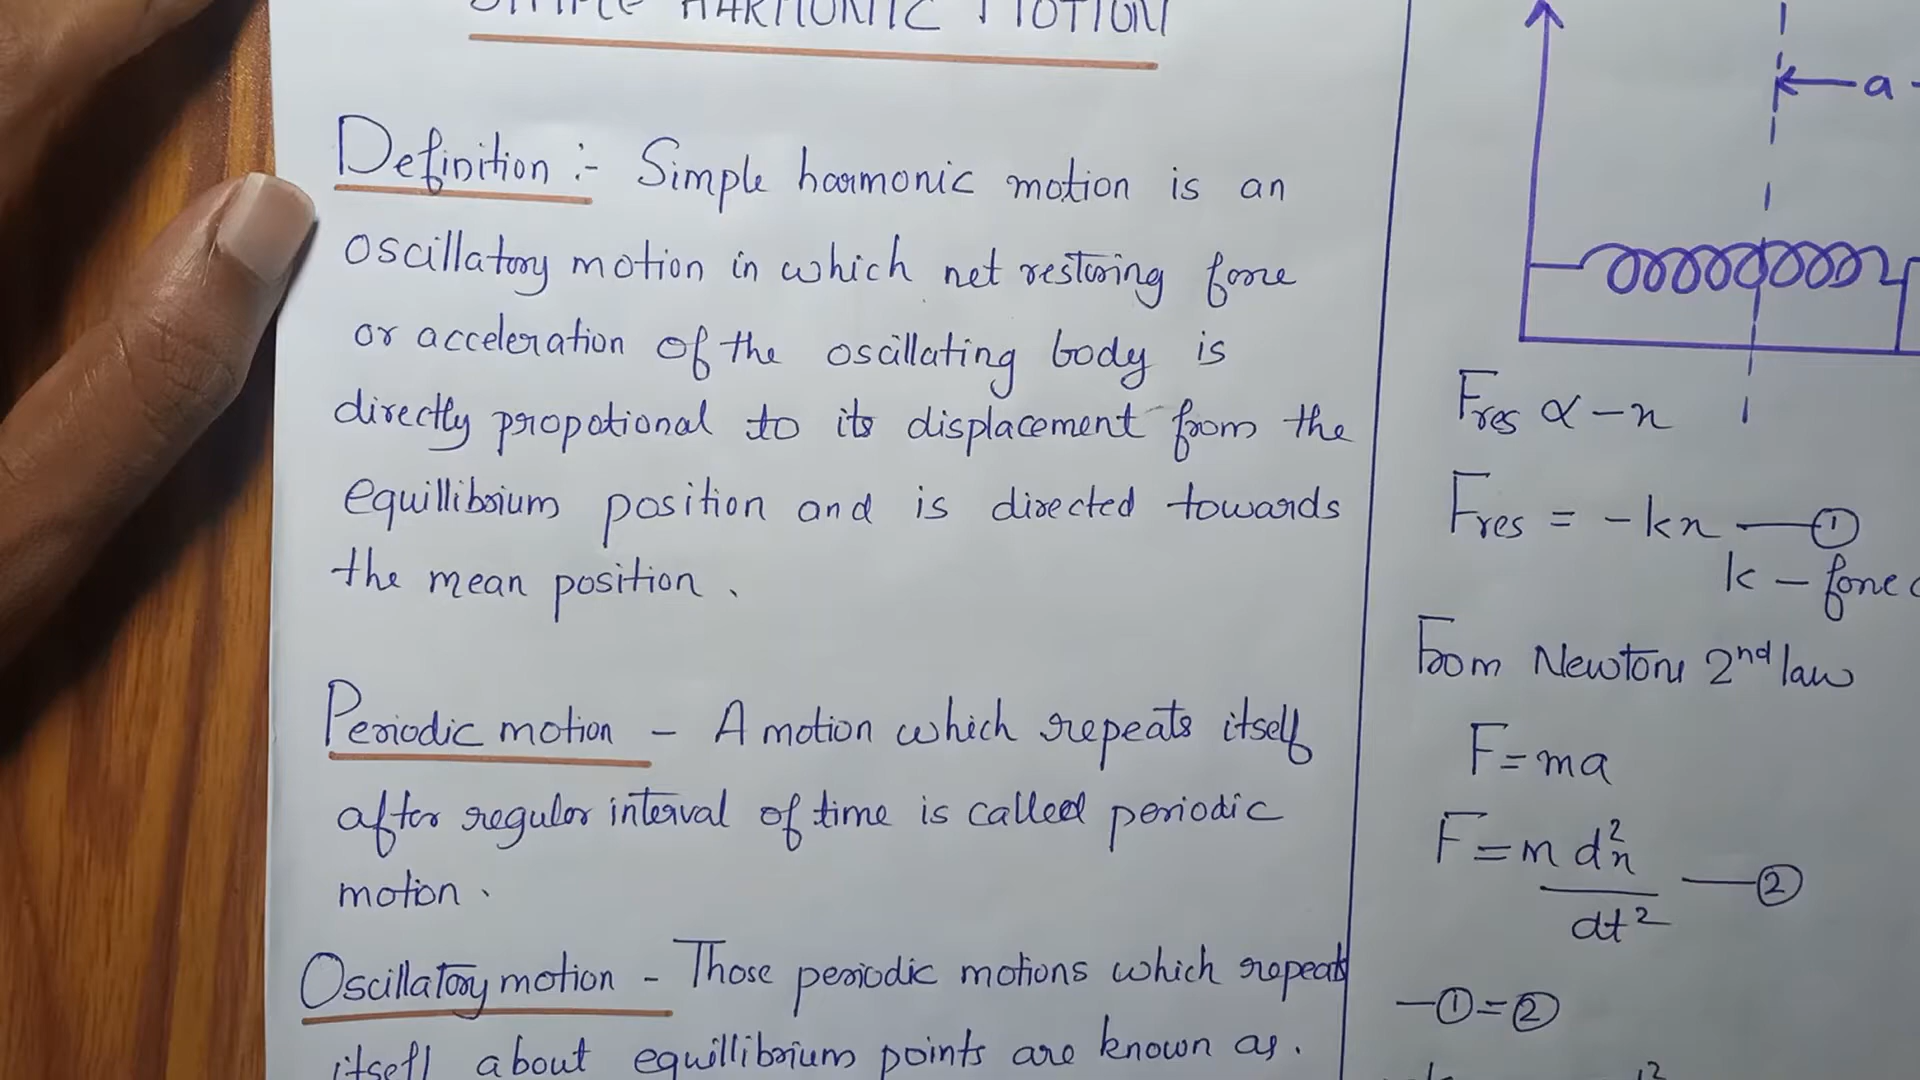 SIMPLE HARMONIC MOTION
Definition :- Simple harmonic motion is an
oscillatory motion in which net restoring force
or acceleration of the oscillating body is
directly propotional to its displacement from the
equillibrium position and is directed towards
the mean position.
Periodic motion - A motion which repeats itself
after regular interval of time is called periodic
motion.
Oscillatory motion - Those periodic motions which repeats
itself about equillibrium points are known as.
a
Fres α -x
Fres = -kx — ①
k - force
From Newtons 2nd law
F=ma
F=m d²x
dt² — ②
-①=②